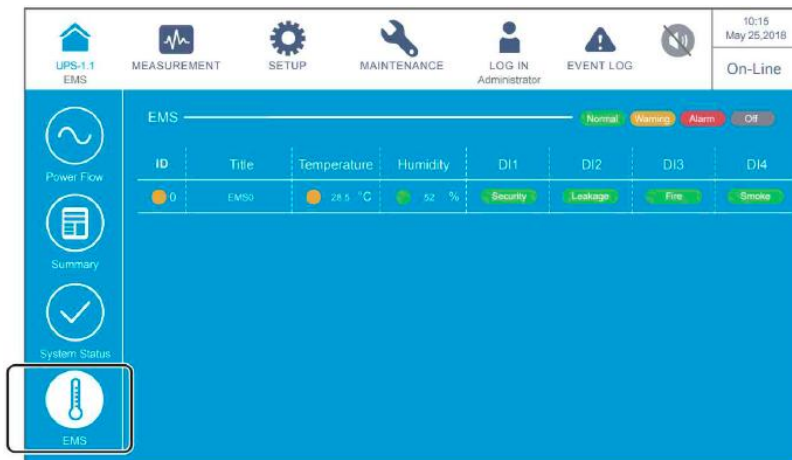 10:15
May 25,2018
UPS-1.1
EMS
MEASUREMENT
SETUP
MAINTENANCE
LOG IN
Administrator
EVENT LOG
On-Line
Power Flow
Summary
System Status
EMS
EMS
Normal Warning Alarm Off
ID Title Temperature Humidity DI1 DI2 DI3 DI4
0 EMS0 28.5 °C 52 % Security Leakage Fire Smoke